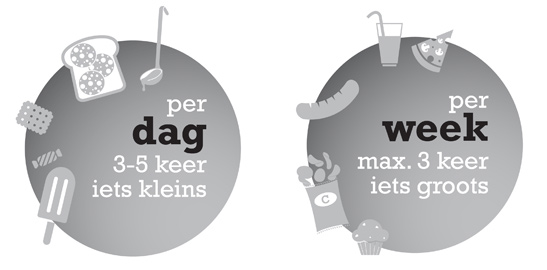 per
dag
3-5 keer
iets kleins
per
week
max. 3 keer
iets groots
C